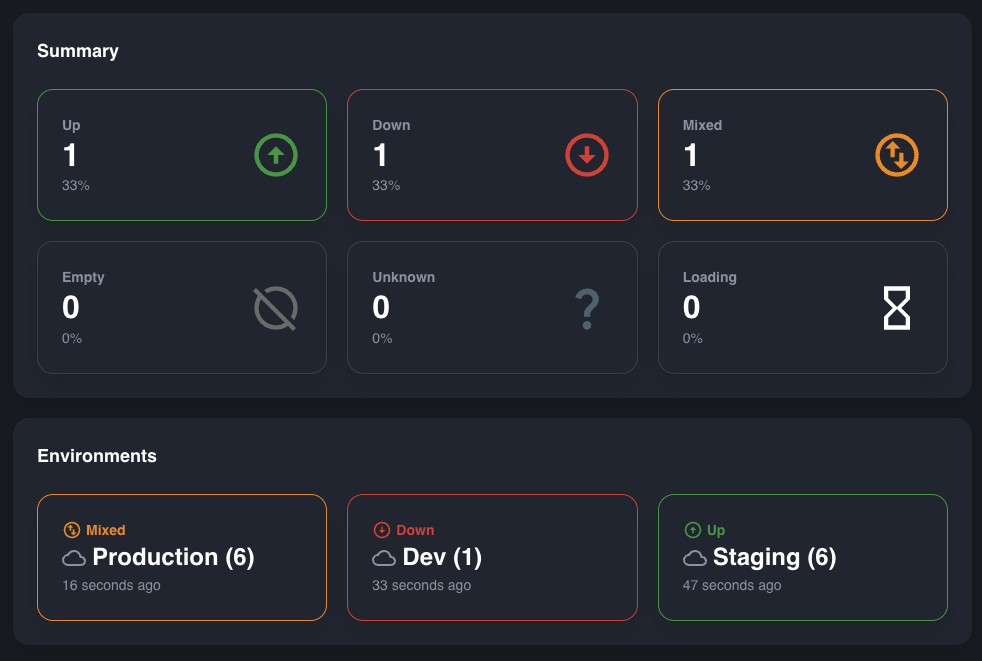 Summary
Up
1
33%
Down
1
33%
Mixed
1
33%
Empty
0
0%
Unknown
0
0%
?
Loading
0
0%
Environments
Mixed
Production (6)
16 seconds ago
Down
Dev (1)
33 seconds ago
Up
Staging (6)
47 seconds ago